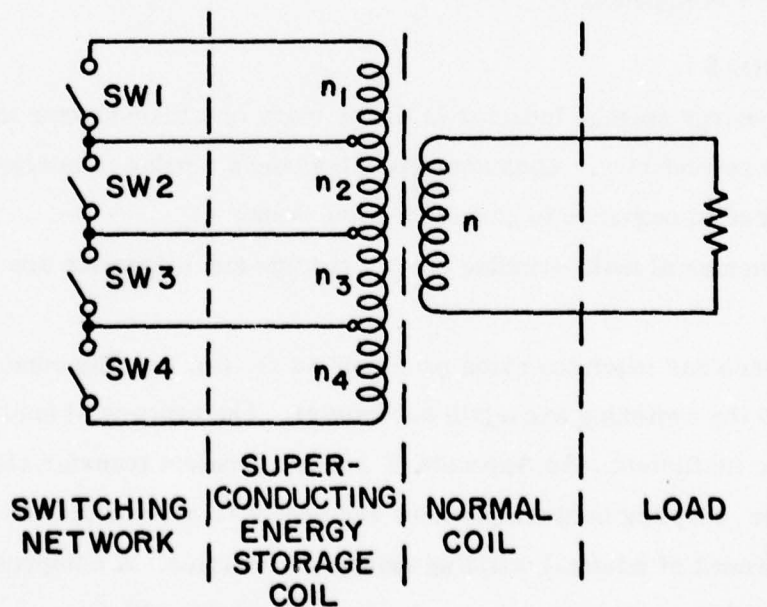 SW1
SW2
SW3
SW4
n1
n2
n3
n4
n
SWITCHING
NETWORK
SUPER-
CONDUCTING
ENERGY
STORAGE
COIL
NORMAL
COIL
LOAD